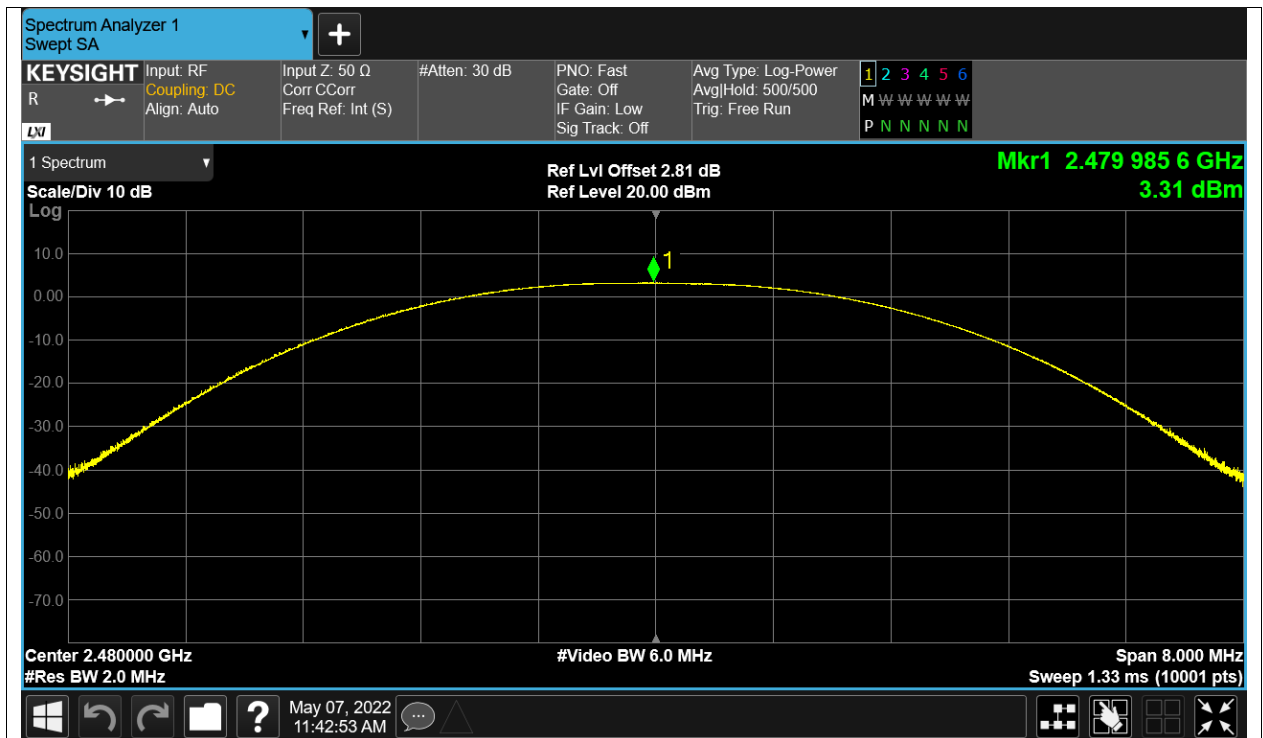 Spectrum Analyzer 1
Swept SA
KEYSIGHT
R
LXI
Input: RF
Coupling: DC
Align: Auto
Input Z: 50 Ω
Corr CCorr
Freq Ref: Int (S)
#Atten: 30 dB
PNO: Fast
Gate: Off
IF Gain: Low
Sig Track: Off
Avg Type: Log-Power
Avg|Hold: 500/500
Trig: Free Run
1 2 3 4 5 6
M W W W W W
P N N N N N
1 Spectrum
Scale/Div 10 dB
Log
Ref Lvl Offset 2.81 dB
Ref Level 20.00 dBm
Mkr1 2.479 985 6 GHz
3.31 dBm
1
10.0
0.00
-10.0
-20.0
-30.0
-40.0
-50.0
-60.0
-70.0
Center 2.480000 GHz
#Res BW 2.0 MHz
#Video BW 6.0 MHz
Span 8.000 MHz
Sweep 1.33 ms (10001 pts)
?
May 07, 2022
11:42:53 AM